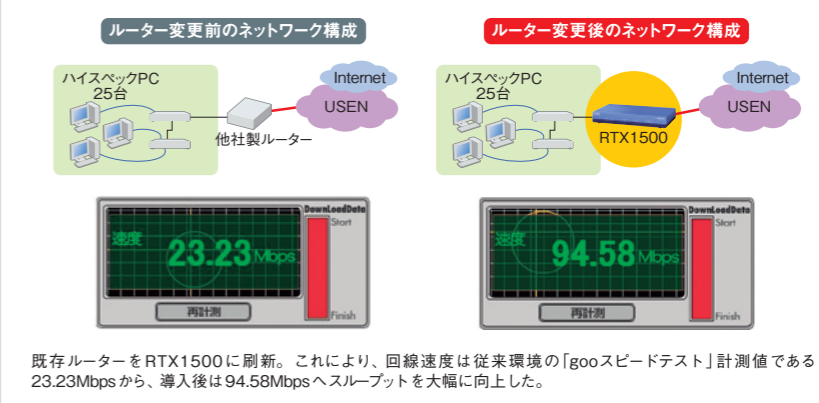 ルーター変更前のネットワーク構成
ハイスペックPC
25台
Internet
USEN
他社製ルーター
DownLoadData
Start
速度
23.23Mbps
再計測
Finish
ルーター変更後のネットワーク構成
ハイスペックPC
25台
Internet
USEN
RTX1500
DownLoadData
Start
速度
94.58Mbps
再計測
Finish
既存ルーターをRTX1500に刷新。これにより、回線速度は従来環境の「gooスピードテスト」計測値である
23.23Mbpsから、導入後は94.58Mbpsへスループットを大幅に向上した。